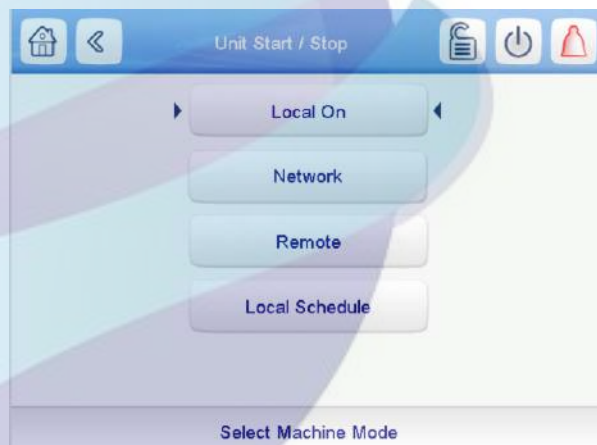 Unit Start / Stop
Local On
Network
Remote
Local Schedule
Select Machine Mode